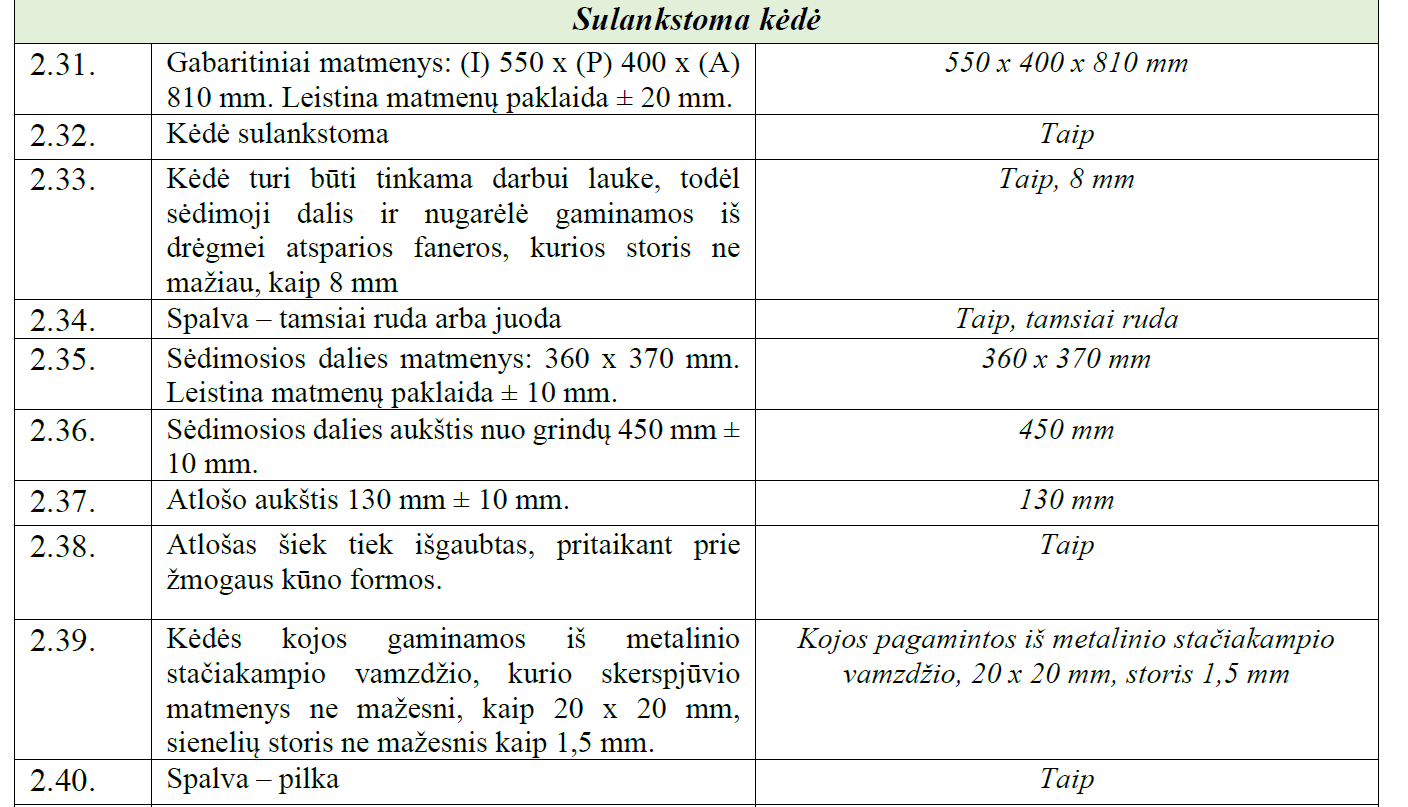 Sulankstoma kėdė
2.31.
Gabaritiniai matmenys: (I) 550 x (P) 400 x (A)
810 mm. Leistina matmenų paklaida ± 20 mm.
550 x 400 x 810 mm
2.32.
Kėdė sulankstoma
Taip
2.33.
Kėdė turi būti tinkama darbui lauke, todėl
sėdimoji dalis ir nugarėlė gaminamos iš
drėgmei atsparios faneros, kurios storis ne
mažiau, kaip 8 mm
Taip, 8 mm
2.34.
Spalva – tamsiai ruda arba juoda
Taip, tamsiai ruda
2.35.
Sėdimosios dalies matmenys: 360 x 370 mm.
Leistina matmenų paklaida ± 10 mm.
360 x 370 mm
2.36.
Sėdimosios dalies aukštis nuo grindų 450 mm ±
10 mm.
450 mm
2.37.
Atlošo aukštis 130 mm ± 10 mm.
130 mm
2.38.
Atlošas šiek tiek išgaubtas, pritaikant prie
žmogaus kūno formos.
Taip
2.39.
Kėdės kojos gaminamos iš metalinio
stačiakampio vamzdžio, kurio skerspjūvio
matmenys ne mažesni, kaip 20 x 20 mm,
sienelių storis ne mažesnis kaip 1,5 mm.
Kojos pagamintos iš metalinio stačiakampio
vamzdžio, 20 x 20 mm, storis 1,5 mm
2.40.
Spalva – pilka
Taip